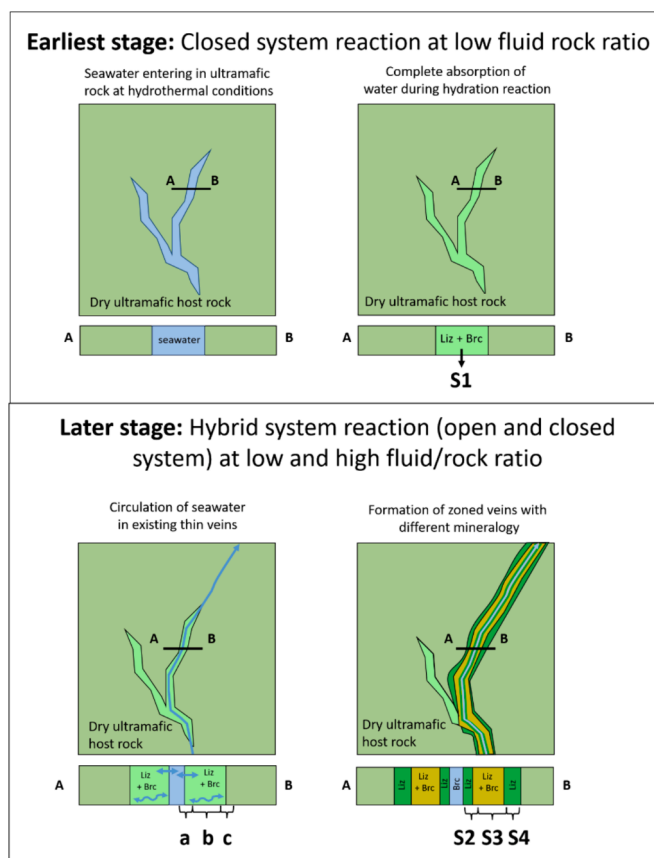 Earliest stage: Closed system reaction at low fluid rock ratio
Seawater entering in ultramafic
rock at hydrothermal conditions
Complete absorption of
water during hydration reaction
A B
A B
Dry ultramafic host rock
Dry ultramafic host rock
A seawater B
A Liz + Brc B
S1
Later stage: Hybrid system reaction (open and closed
system) at low and high fluid/rock ratio
Circulation of seawater
in existing thin veins
Formation of zoned veins with
different mineralogy
A B
A B
Dry ultramafic
host rock
Dry ultramafic
host rock
A Liz + Brc Liz + Brc B
a b c
A Liz Liz + Brc Liz Brc Liz Liz + Brc Liz B
S2 S3 S4